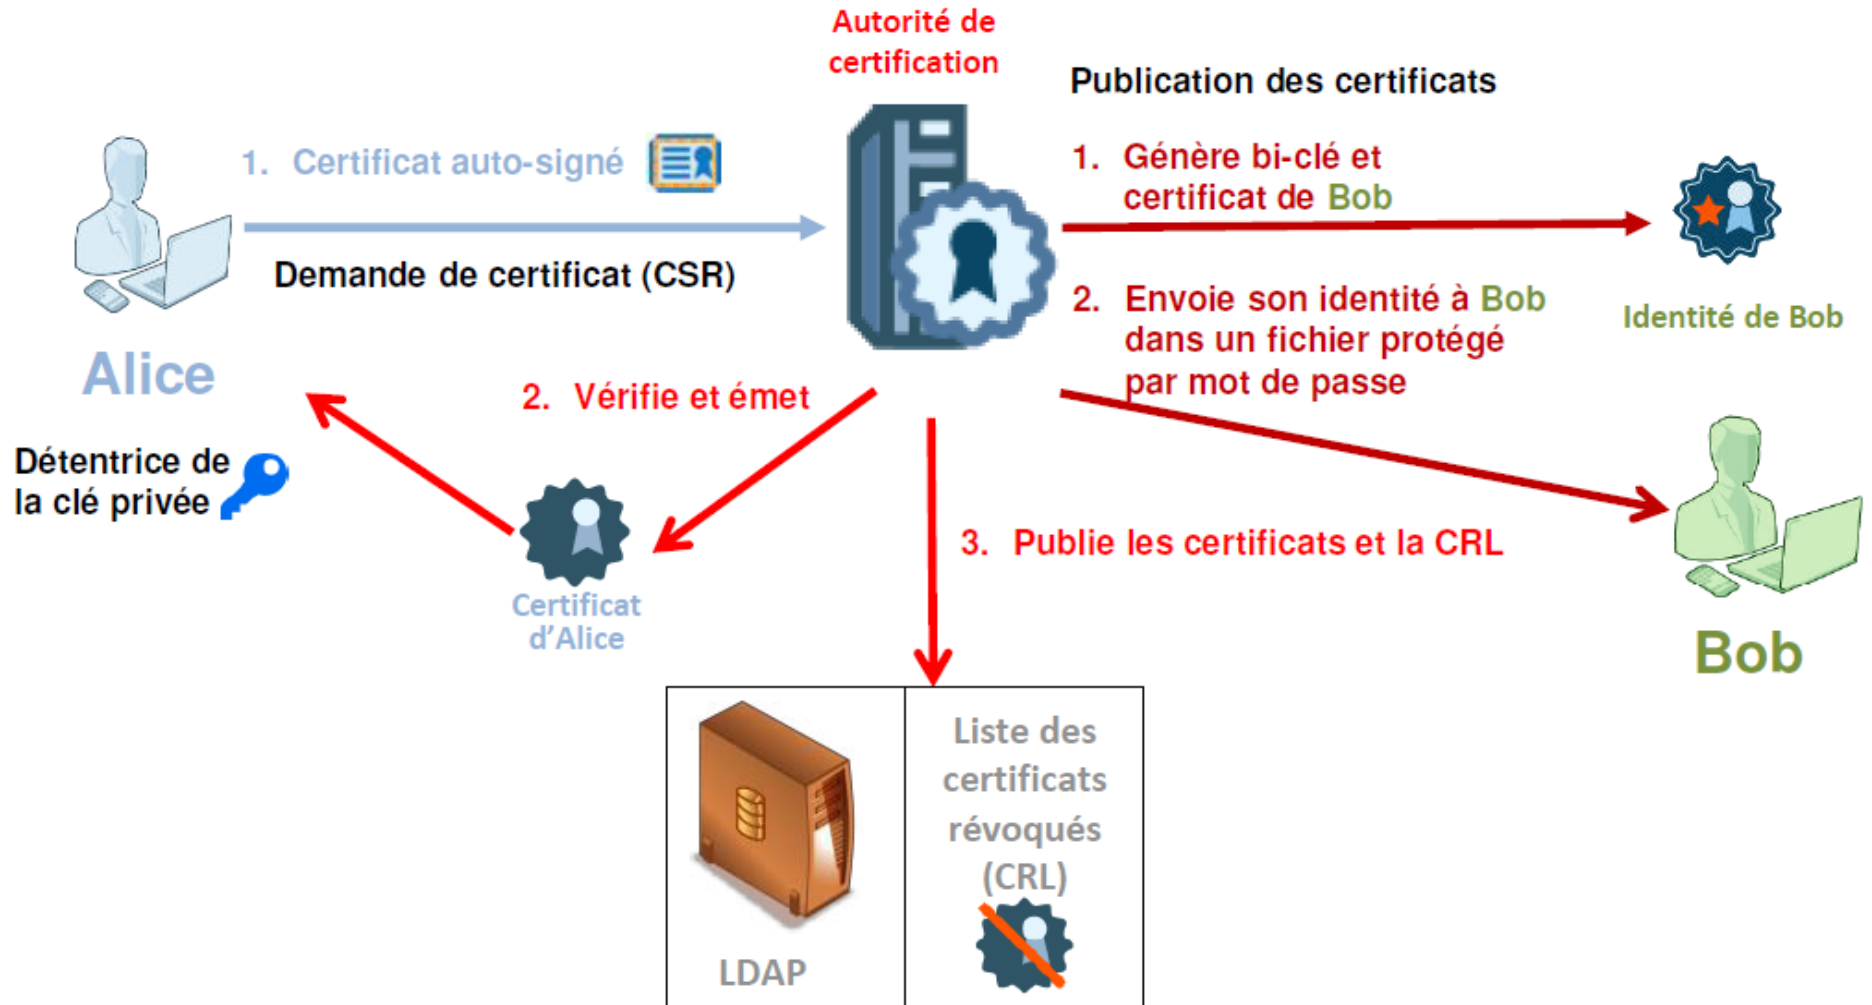 Autorité de
certification
Publication des certificats
1. Certificat auto-signé
Demande de certificat (CSR)
1. Génère bi-clé et
certificat de Bob
2. Envoie son identité à Bob
dans un fichier protégé
par mot de passe
Identité de Bob
Alice
2. Vérifie et émet
Détentrice de
la clé privée
3. Publie les certificats et la CRL
Certificat
d’Alice
Bob
Liste des
certificats
révoqués
(CRL)
LDAP